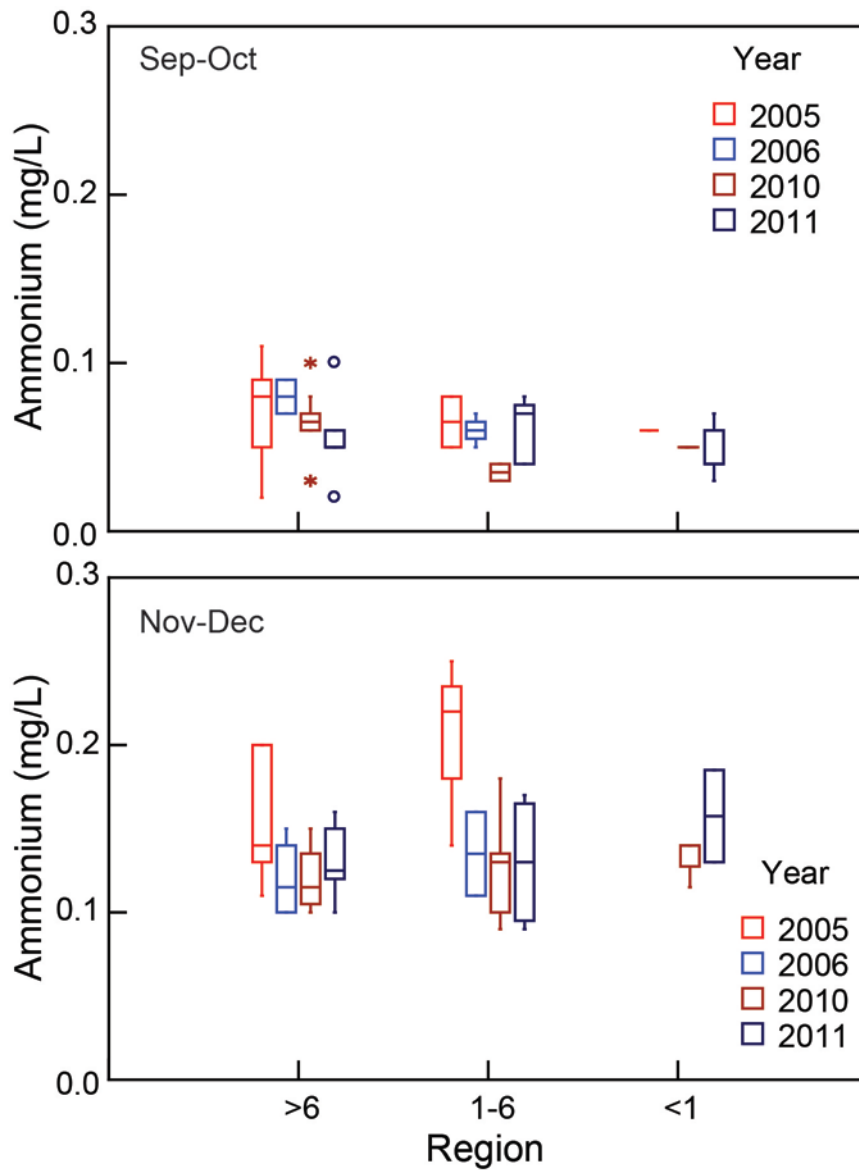 0.3
Sep-Oct
Year
2005
2006
2010
2011
0.2
0.1
0.0
Ammonium (mg/L)
0.3
Nov-Dec
0.2
0.1
0.0
Ammonium (mg/L)
Year
2005
2006
2010
2011
>6
1-6
<1
Region